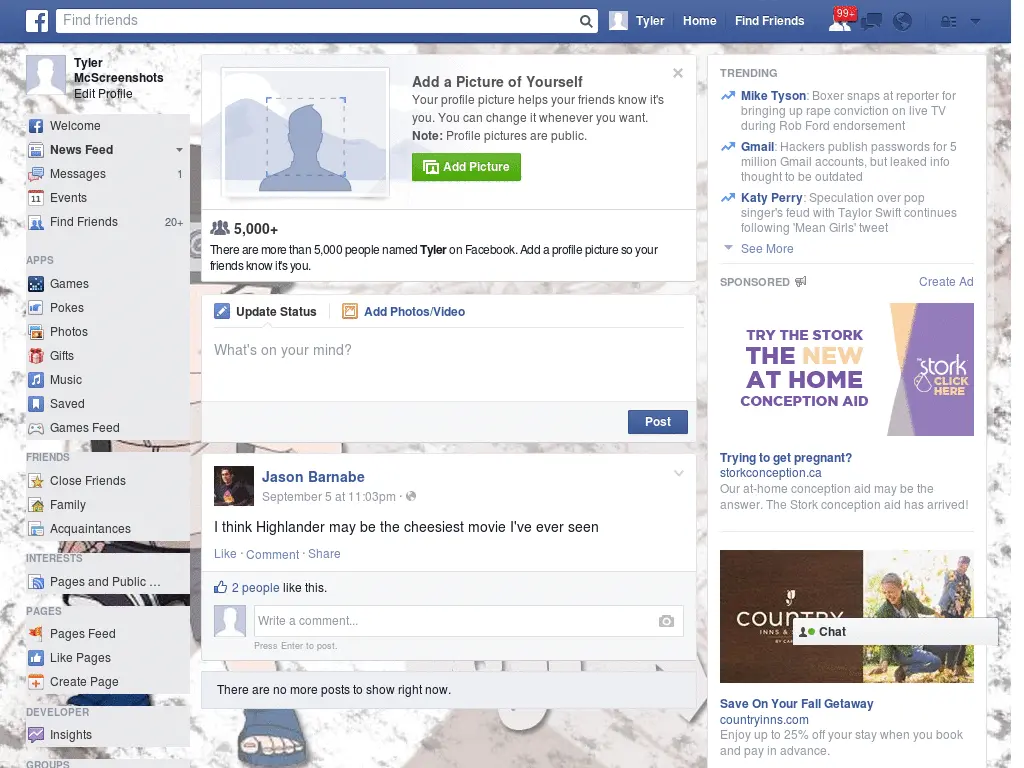 Find friends
Tyler
Home
Find Friends
99+
Tyler
McScreenshots
Edit Profile
Welcome
News Feed
Messages 1
11 Events
Find Friends 20+
APPS
Games
Pokes
Photos
Gifts
Music
Saved
Games Feed
FRIENDS
Close Friends
Family
Acquaintances
INTERESTS
Pages and Public ...
PAGES
Pages Feed
Like Pages
Create Page
DEVELOPER
Insights
GROUPS
Add a Picture of Yourself
Your profile picture helps your friends know it's
you. You can change it whenever you want.
Note: Profile pictures are public.
Add Picture
5,000+
There are more than 5,000 people named Tyler on Facebook. Add a profile picture so your
friends know it's you.
Update Status
Add Photos/Video
What's on your mind?
Post
Jason Barnabe
September 5 at 11:03pm ·
I think Highlander may be the cheesiest movie I've ever seen
Like · Comment · Share
2 people like this.
Write a comment...
Press Enter to post.
There are no more posts to show right now.
TRENDING
Mike Tyson: Boxer snaps at reporter for
bringing up rape conviction on live TV
during Rob Ford endorsement
Gmail: Hackers publish passwords for 5
million Gmail accounts, but leaked info
thought to be outdated
Katy Perry: Speculation over pop
singer's feud with Taylor Swift continues
following 'Mean Girls' tweet
See More
SPONSORED
Create Ad
TRY THE STORK
THE NEW
AT HOME
CONCEPTION AID
the stork
CLICK
HERE
Trying to get pregnant?
storkconception.ca
Our at-home conception aid may be the
answer. The Stork conception aid has arrived!
COUNTRY
INNS &
Chat
Save On Your Fall Getaway
countryinns.com
Enjoy up to 25% off your stay when you book
and pay in advance.